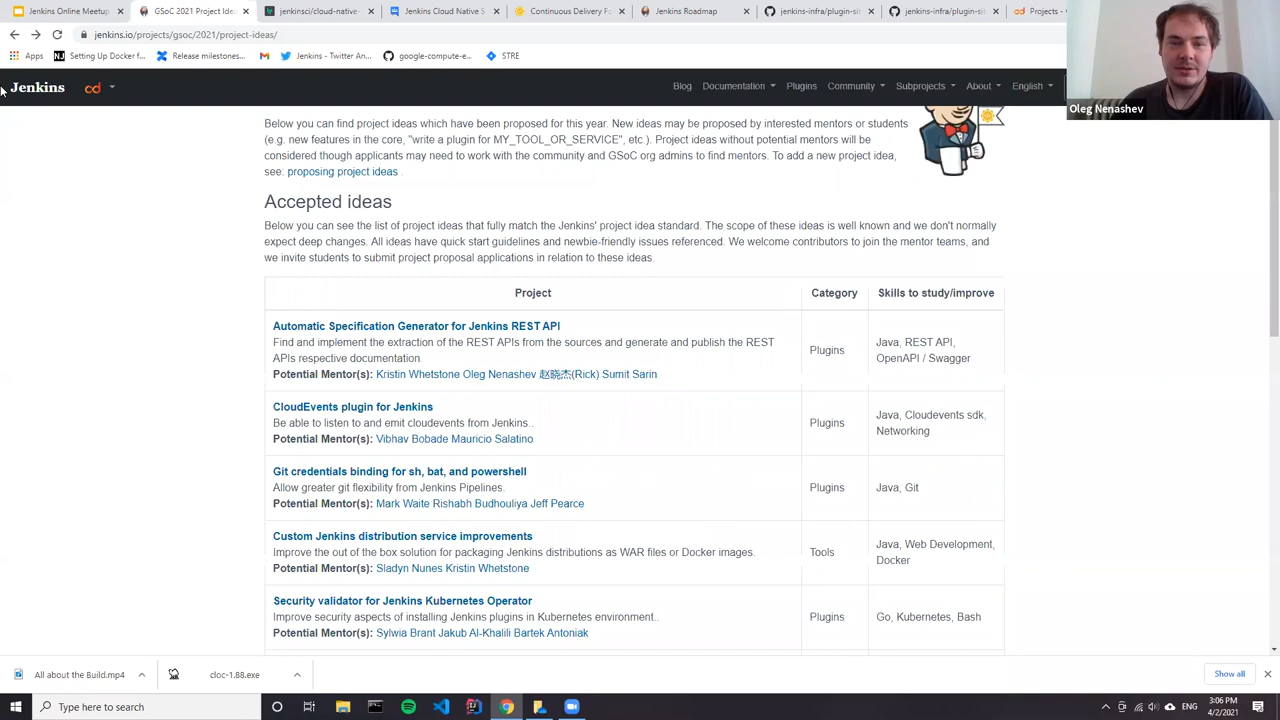 Jenkins Online Meetup
GSoC 2021 Project Idea
jenkinsci/cloud-native-
Jenkins Cloud Native S
Continuous Delivery Fo
Jenkins Roadmap
jenkins-infra/plugin-sit
jenkins-infra/plugin-sit
Projects -
jenkins.io/projects/gsoc/2021/project-ideas/
Apps
Setting Up Docker f...
Release milestones...
Jenkins - Twitter An...
google-compute-e...
STRE
Jenkins
cd
Blog
Documentation
Plugins
Community
Subprojects
About
English
Oleg Nenashev
Below you can find project ideas which have been proposed for this year. New ideas may be proposed by interested mentors or students
(e.g. new features in the core, "write a plugin for MY_TOOL_OR_SERVICE", etc.). Project ideas without potential mentors will be
considered though applicants may need to work with the community and GSoC org admins to find mentors. To add a new project idea,
see: proposing project ideas .
Accepted ideas
Below you can see the list of project ideas that fully match the Jenkins' project idea standard. The scope of these ideas is well known and we don't normally
expect deep changes. All ideas have quick start guidelines and newbie-friendly issues referenced. We welcome contributors to join the mentor teams, and
we invite students to submit project proposal applications in relation to these ideas.
Project
Category
Skills to study/improve
Automatic Specification Generator for Jenkins REST API
Find and implement the extraction of the REST APIs from the sources and generate and publish the REST
APIs respective documentation.
Potential Mentor(s): Kristin Whetstone Oleg Nenashev 赵晓杰(Rick) Sumit Sarin
Plugins
Java, REST API,
OpenAPI / Swagger
CloudEvents plugin for Jenkins
Be able to listen to and emit cloudevents from Jenkins..
Potential Mentor(s): Vibhav Bobade Mauricio Salatino
Plugins
Java, Cloudevents sdk,
Networking
Git credentials binding for sh, bat, and powershell
Allow greater git flexibility from Jenkins Pipelines.
Potential Mentor(s): Mark Waite Rishabh Budhouliya Jeff Pearce
Plugins
Java, Git
Custom Jenkins distribution service improvements
Improve the out of the box solution for packaging Jenkins distributions as WAR files or Docker images.
Potential Mentor(s): Sladyn Nunes Kristin Whetstone
Tools
Java, Web Development,
Docker
Security validator for Jenkins Kubernetes Operator
Improve security aspects of installing Jenkins plugins in Kubernetes environment..
Potential Mentor(s): Sylwia Brant Jakub Al-Khalili Bartek Antoniak
Plugins
Go, Kubernetes, Bash
All about the Build.mp4
cloc-1.88.exe
Show all
Type here to search
ENG
3:06 PM
4/2/2021